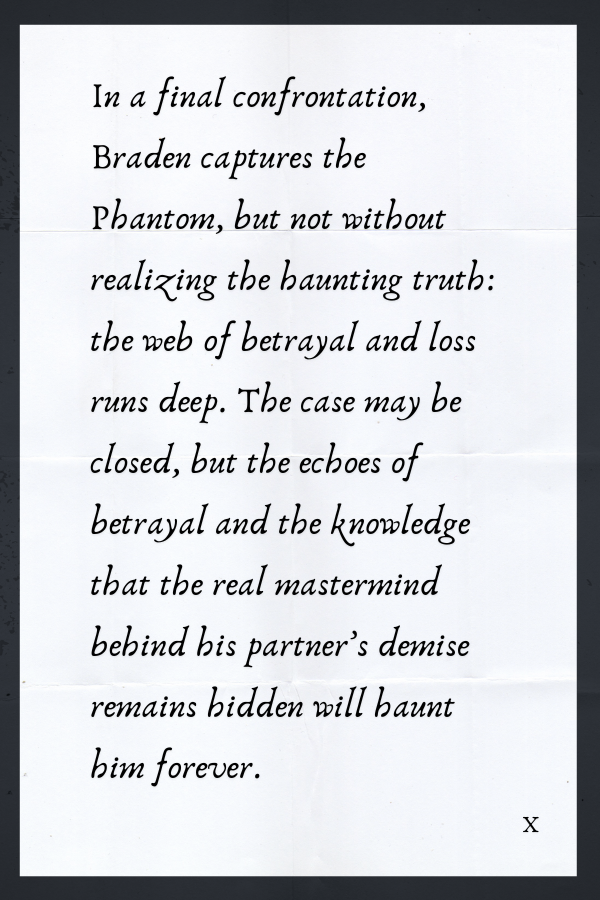 In a final confrontation,
Braden captures the
Phantom, but not without
realizing the haunting truth:
the web of betrayal and loss
runs deep. The case may be
closed, but the echoes of
betrayal and the knowledge
that the real mastermind
behind his partner’s demise
remains hidden will haunt
him forever.
X